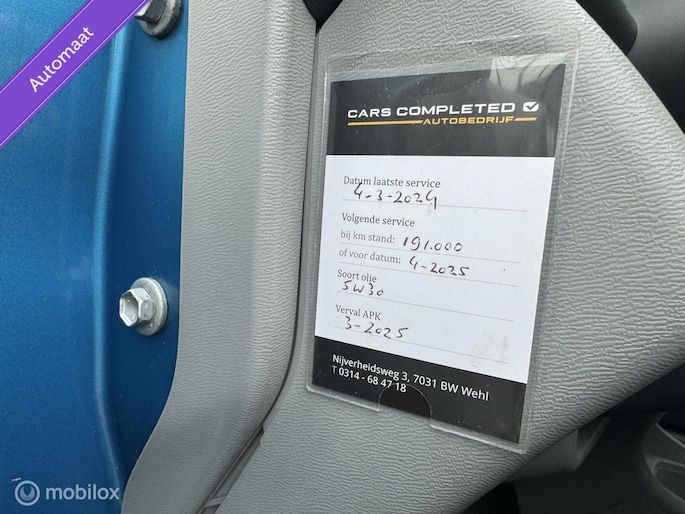 Automaat
CARS COMPLETED
AUTOBEDRIJF
Datum laatste service
4-3-2024
Volgende service
bij km stand: 191.000
of voor datum: 4-2025
Soort olie
5W30
Verval APK
3-2025
Nijverheidsweg 3, 7031 BW Wehl
T 0314 - 68 47 18
mobilox